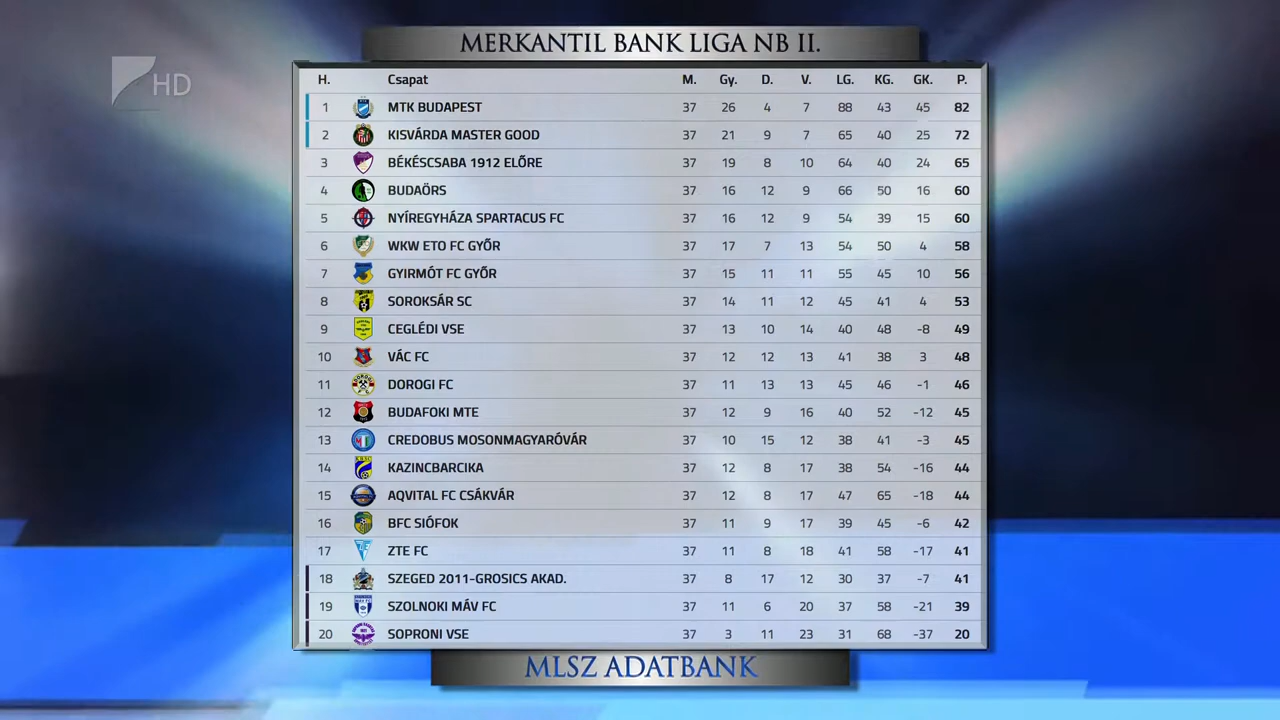 MERKANTIL BANK LIGA NB II.
HD
H. Csapat M. Gy. D. V. LG. KG. GK. P.
1 MTK BUDAPEST 37 26 4 7 88 43 45 82
2 KISVÁRDA MASTER GOOD 37 21 9 7 65 40 25 72
3 BÉKÉSCSABA 1912 ELŐRE 37 19 8 10 64 40 24 65
4 BUDAÖRS 37 16 12 9 66 50 16 60
5 NYÍREGYHÁZA SPARTACUS FC 37 16 12 9 54 39 15 60
6 WKW ETO FC GYŐR 37 17 7 13 54 50 4 58
7 GYIRMÓT FC GYŐR 37 15 11 11 55 45 10 56
8 SOROKSÁR SC 37 14 11 12 45 41 4 53
9 CEGLÉDI VSE 37 13 10 14 40 48 -8 49
10 VÁC FC 37 12 12 13 41 38 3 48
11 DOROGI FC 37 11 13 13 45 46 -1 46
12 BUDAFOKI MTE 37 12 9 16 40 52 -12 45
13 CREDOBUS MOSONMAGYARÓVÁR 37 10 15 12 38 41 -3 45
14 KAZINCBARCIKA 37 12 8 17 38 54 -16 44
15 AQVITAL FC CSÁKVÁR 37 12 8 17 47 65 -18 44
16 BFC SIÓFOK 37 11 9 17 39 45 -6 42
17 ZTE FC 37 11 8 18 41 58 -17 41
18 SZEGED 2011-GROSICS AKAD. 37 8 17 12 30 37 -7 41
19 SZOLNOKI MÁV FC 37 11 6 20 37 58 -21 39
20 SOPRONI VSE 37 3 11 23 31 68 -37 20
MLSZ ADATBANK